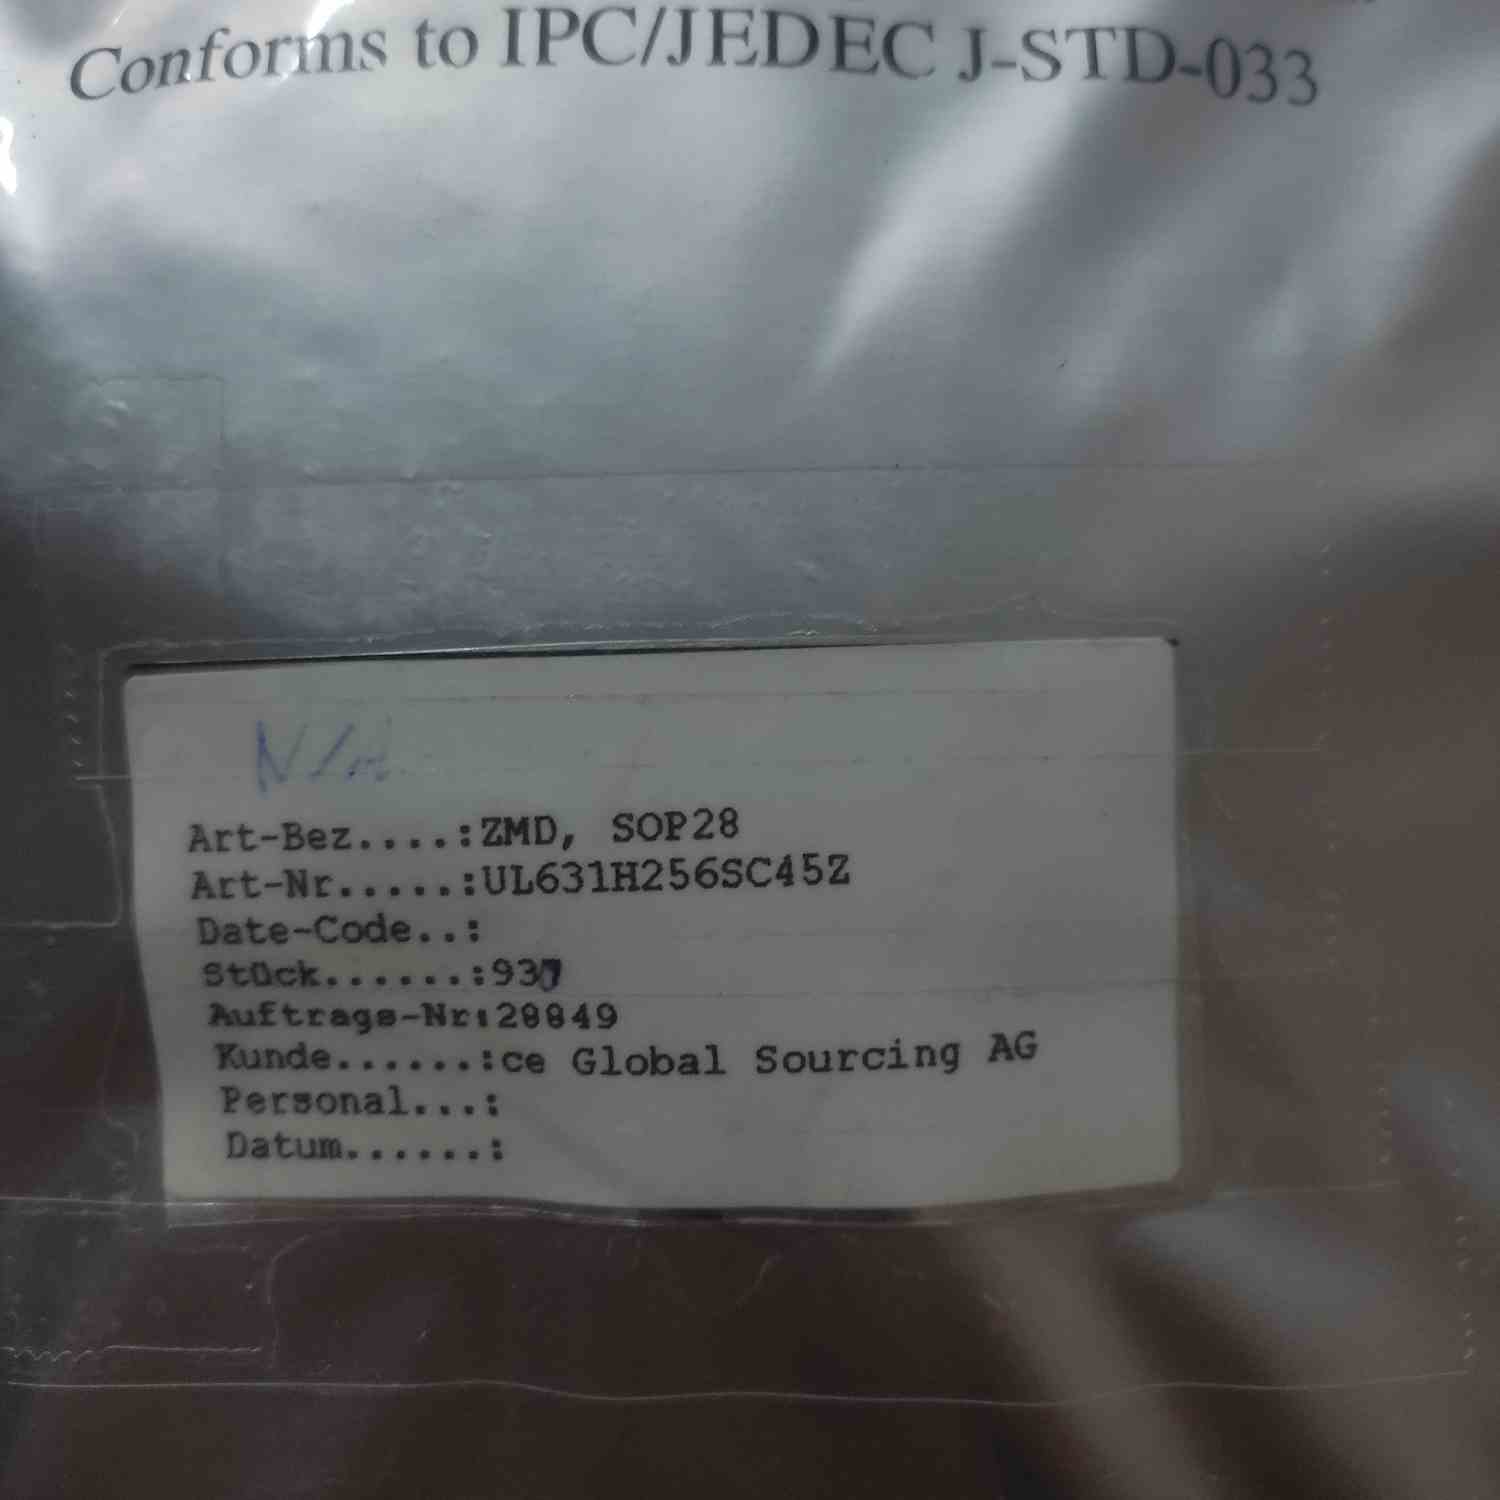 Conforms to IPC/JEDEC J-STD-033
Art-Bez....:ZMD, SOP28
Art-Nr.....:UL631H256SC45Z
Date-Code..:
Stück......:937
Auftrags-Nr:28849
Kunde......:ce Global Sourcing AG
Personal...:
Datum......: